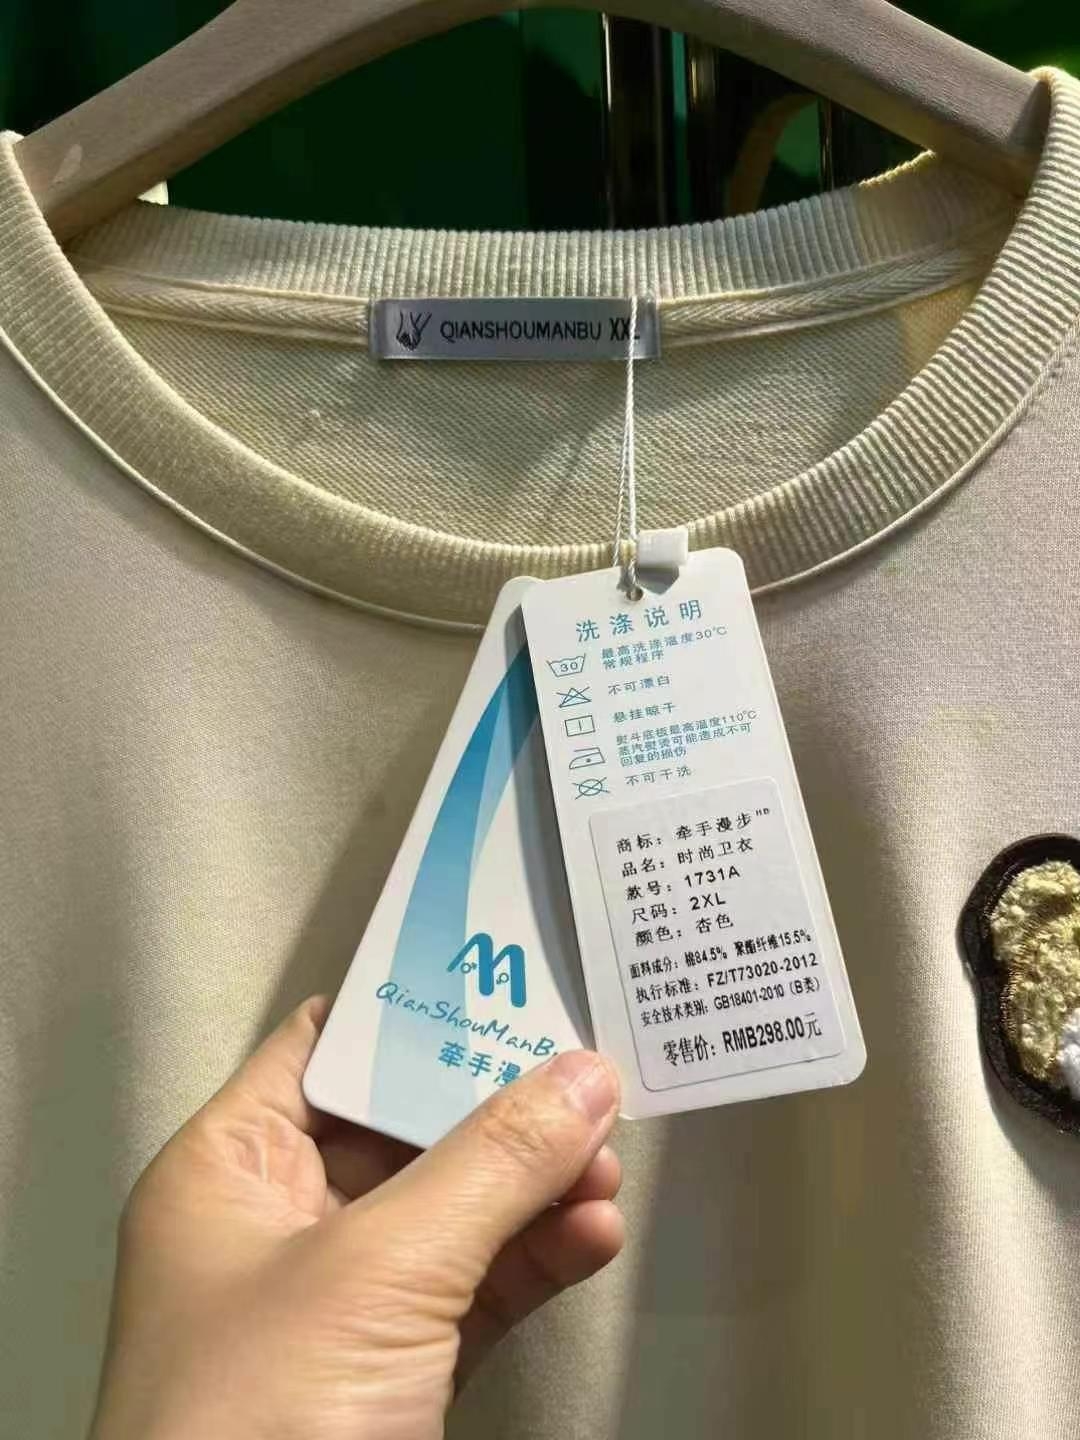 QIANSHOUMANBU XXL
洗涤说明
30
最高洗涤温度30℃
常规程序
不可漂白
悬挂晾干
熨斗底板最高温度110℃
蒸汽熨烫可能造成不可
回复的损伤
不可干洗
商标：牵手漫步
品名：时尚卫衣
款号：1731A
尺码：2XL
颜色：杏色
面料成分：棉84.5% 聚酯纤维15.5%
执行标准：FZ/T73020-2012
安全技术类别：GB18401-2010（B类）
零售价：RMB298.00元
QianShouManBu
牵手漫